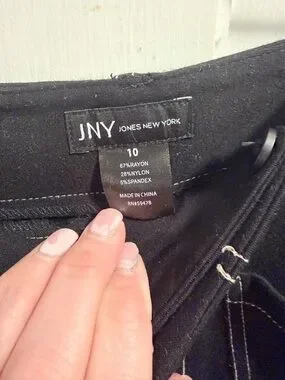 JNY JONES NEW YORK
10
67%RAYON
28%NYLON
5%SPANDEX
MADE IN CHINA
RN#59478